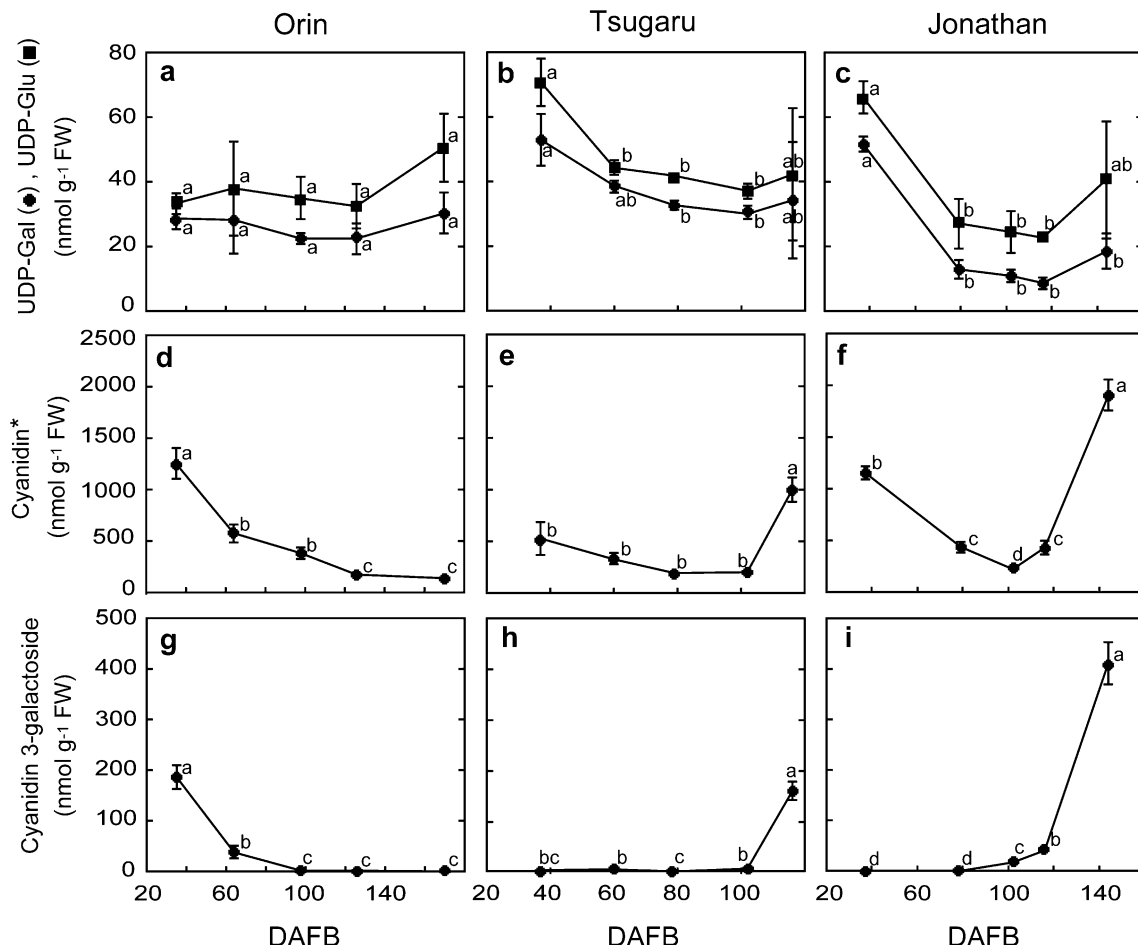 Orin
Tsugaru
Jonathan
UDP-Gal (●) , UDP-Glu (■)
(nmol g-1 FW)
80
60
40
20
0
a
a
a
a
a
a
a
a
a
a
a
b
a
b
b
b
ab
a
ab
b
b
ab
c
a
b
b
b
ab
a
b
b
b
b
Cyanidin*
(nmol g-1 FW)
2500
2000
1500
1000
500
0
d
a
b
b
c
c
e
b
b
b
b
a
f
b
c
d
c
a
Cyanidin 3-galactoside
(nmol g-1 FW)
500
400
300
200
100
0
g
a
b
c
c
c
h
bc
b
c
b
a
i
d
d
c
b
a
20 60 100 140
20 40 60 80 100
20 60 100 140
DAFB
DAFB
DAFB